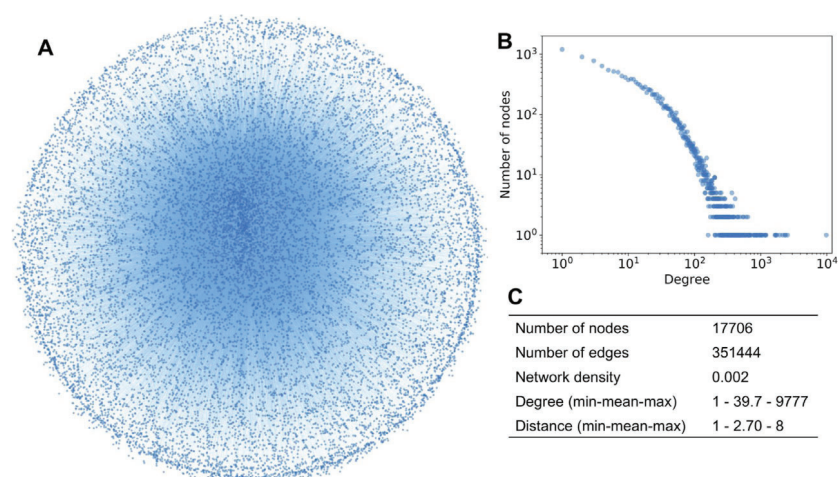 A
B
Number of nodes
10³
10²
10¹
10⁰
10⁰ 10¹ 10² 10³ 10⁴
Degree
C
Number of nodes 17706
Number of edges 351444
Network density 0.002
Degree (min-mean-max) 1 - 39.7 - 9777
Distance (min-mean-max) 1 - 2.70 - 8